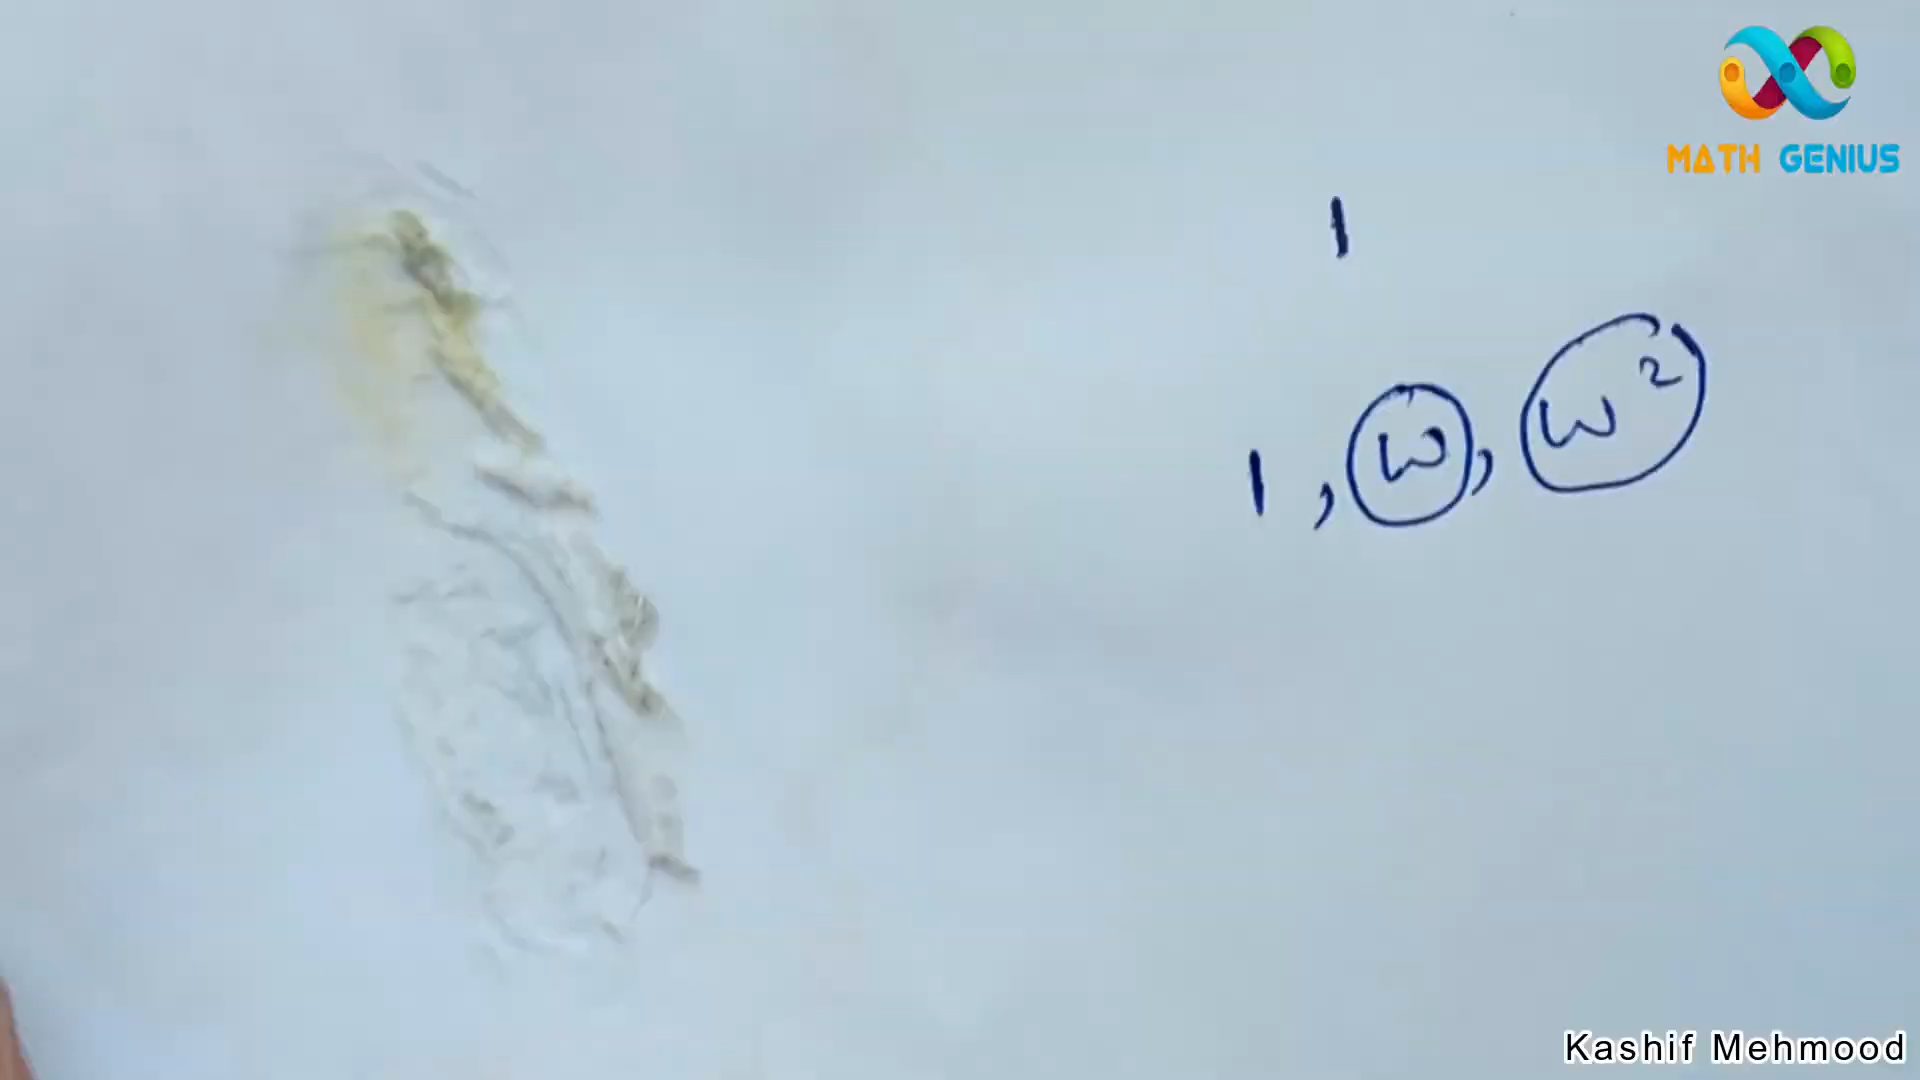 MATH GENIUS
1
1 , ω , ω²
Kashif Mehmood